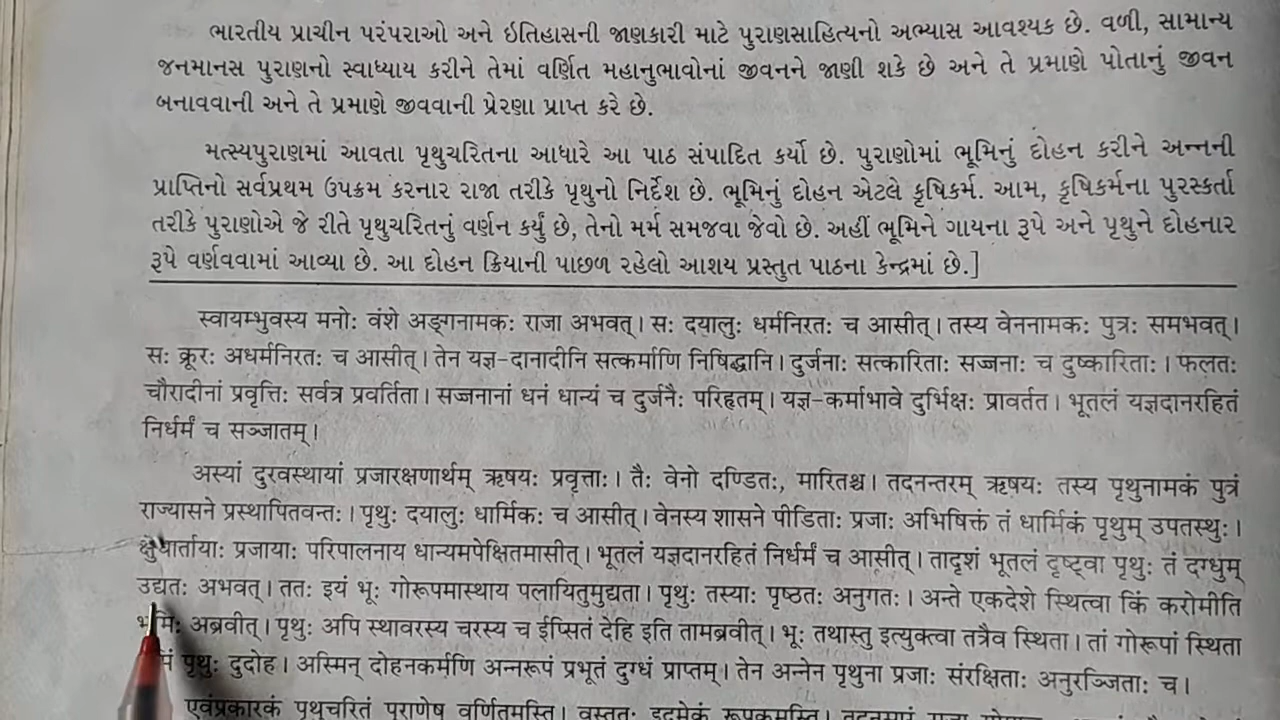 ભારતીય પ્રાચીન પરંપરાઓ અને ઇતિહાસની જાણકારી માટે પુરાણસાહિત્યનો અભ્યાસ આવશ્યક છે. વળી, સામાન્ય
જનમાનસ પુરાણનો સ્વાધ્યાય કરીને તેમાં વર્ણિત મહાનુભાવોનાં જીવનને જાણી શકે છે અને તે પ્રમાણે પોતાનું જીવન
બનાવવાની અને તે પ્રમાણે જીવવાની પ્રેરણા પ્રાપ્ત કરે છે.
મત્સ્યપુરાણમાં આવતા પૃથુચરિતના આધારે આ પાઠ સંપાદિત કર્યો છે. પુરાણોમાં ભૂમિનું દોહન કરીને અન્નની
પ્રાપ્તિનો સર્વપ્રથમ ઉપક્રમ કરનાર રાજા તરીકે પૃથુનો નિર્દેશ છે. ભૂમિનું દોહન એટલે કૃષિકર્મ. આમ, કૃષિકર્મના પુરસ્કર્તા
તરીકે પુરાણોએ જે રીતે પૃથુચરિતનું વર્ણન કર્યું છે, તેનો મર્મ સમજવા જેવો છે. અહીં ભૂમિને ગાયના રૂપે અને પૃથુને દોહનાર
રૂપે વર્ણવવામાં આવ્યા છે. આ દોહન ક્રિયાની પાછળ રહેલો આશય પ્રસ્તુત પાઠના કેન્દ્રમાં છે.]
स्वायम्भुवस्य मनोः वंशे अङ्गनामकः राजा अभवत्। सः दयालुः धर्मनिरतः च आसीत्। तस्य वेननामकः पुत्रः समभवत्।
सः क्रूरः अधर्मनिरतः च आसीत्। तेन यज्ञ-दानादीनि सत्कर्माणि निषिद्धानि। दुर्जनाः सत्कारिताः सज्जनाः च दुष्कारिताः। फलतः
चौरादीनां प्रवृत्तिः सर्वत्र प्रवर्तिता। सज्जनानां धनं धान्यं च दुर्जनैः परिहृतम्। यज्ञ-कर्माभावे दुर्भिक्षः प्रावर्तत। भूतलं यज्ञदानरहितं
निर्धर्मं च सञ्जातम्।
अस्यां दुरवस्थायां प्रजारक्षणार्थम् ऋषयः प्रवृत्ताः। तैः वेनो दण्डितः, मारितश्च। तदनन्तरम् ऋषयः तस्य पृथुनामकं पुत्रं
राज्यासने प्रस्थापितवन्तः। पृथुः दयालुः धार्मिकः च आसीत्। वेनस्य शासने पीडिताः प्रजाः अभिषिक्तं तं धार्मिकं पृथुम् उपतस्थुः।
क्षुधार्तायाः प्रजायाः परिपालनाय धान्यमपेक्षितमासीत्। भूतलं यज्ञदानरहितं निर्धर्मं च आसीत्। तादृशं भूतलं दृष्ट्वा पृथुः तं दग्धुम्
उद्यतः अभवत्। ततः इयं भूः गोरूपमास्थाय पलायितुमुद्यता। पृथुः तस्याः पृष्ठतः अनुगतः। अन्ते एकदेशे स्थित्वा किं करोमीति
भूमिः अब्रवीत्। पृथुः अपि स्थावरस्य चरस्य च ईप्सितं देहि इति तामब्रवीत्। भूः तथास्तु इत्युक्त्वा तत्रैव स्थिता। तां गोरूपां स्थिता
पृथुः दुदोह। अस्मिन् दोहनकर्मणि अन्नरूपं प्रभूतं दुग्धं प्राप्तम्। तेन अन्नेन पृथुना प्रजाः संरक्षिताः अनुरञ्जिताः च।
एवंप्रकारकं पृथुचरितं पुराणेषु वर्णितमस्ति। वस्तुतः इदमेकं रूपकमस्ति।